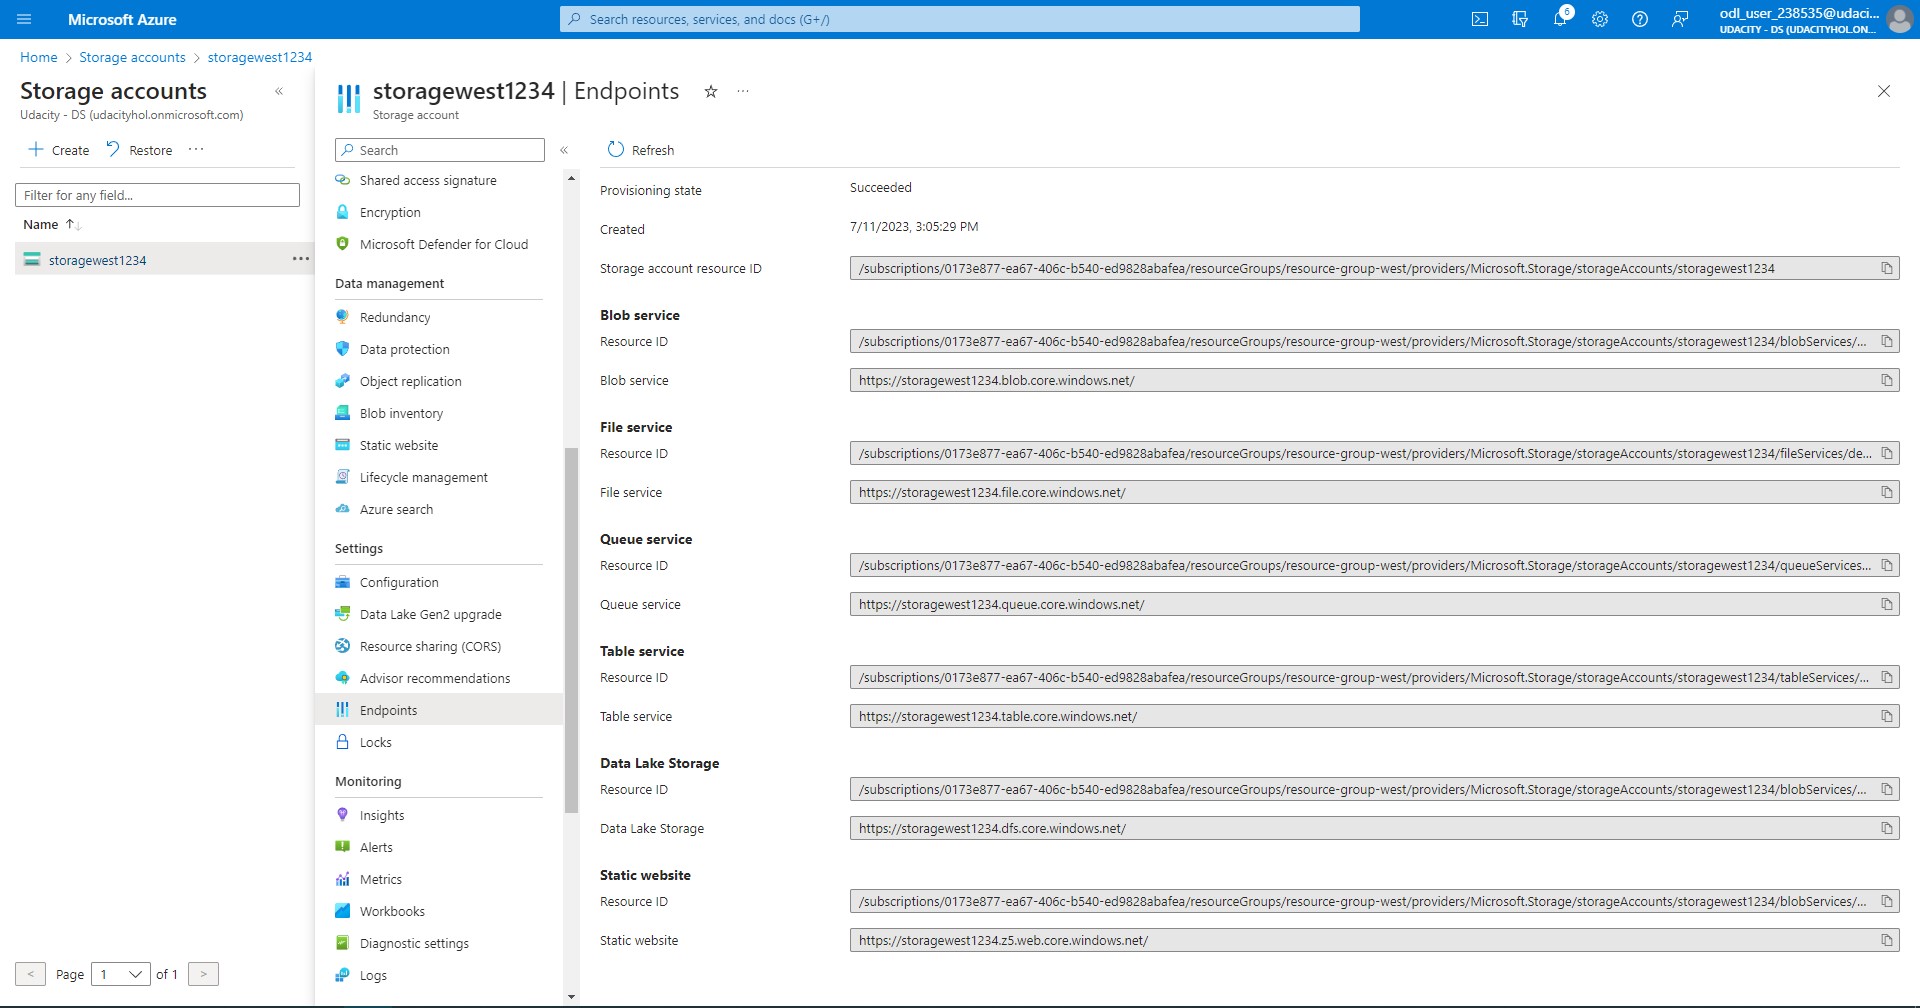 Microsoft Azure
Search resources, services, and docs (G+/)
6
odl_user_238535@udaci...
UDACITY - DS (UDACITYHOL.ON...
Home > Storage accounts > storagewest1234
Storage accounts
Udacity - DS (udacityhol.onmicrosoft.com)
Create
Restore
Filter for any field...
Name
storagewest1234
< Page 1 of 1 >
storagewest1234 | Endpoints
Storage account
Search
Shared access signature
Encryption
Microsoft Defender for Cloud
Data management
Redundancy
Data protection
Object replication
Blob inventory
Static website
Lifecycle management
Azure search
Settings
Configuration
Data Lake Gen2 upgrade
Resource sharing (CORS)
Advisor recommendations
Endpoints
Locks
Monitoring
Insights
Alerts
Metrics
Workbooks
Diagnostic settings
Logs
Refresh
Provisioning state Succeeded
Created 7/11/2023, 3:05:29 PM
Storage account resource ID /subscriptions/0173e877-ea67-406c-b540-ed9828abafea/resourceGroups/resource-group-west/providers/Microsoft.Storage/storageAccounts/storagewest1234
Blob service
Resource ID /subscriptions/0173e877-ea67-406c-b540-ed9828abafea/resourceGroups/resource-group-west/providers/Microsoft.Storage/storageAccounts/storagewest1234/blobServices/...
Blob service https://storagewest1234.blob.core.windows.net/
File service
Resource ID /subscriptions/0173e877-ea67-406c-b540-ed9828abafea/resourceGroups/resource-group-west/providers/Microsoft.Storage/storageAccounts/storagewest1234/fileServices/de...
File service https://storagewest1234.file.core.windows.net/
Queue service
Resource ID /subscriptions/0173e877-ea67-406c-b540-ed9828abafea/resourceGroups/resource-group-west/providers/Microsoft.Storage/storageAccounts/storagewest1234/queueServices...
Queue service https://storagewest1234.queue.core.windows.net/
Table service
Resource ID /subscriptions/0173e877-ea67-406c-b540-ed9828abafea/resourceGroups/resource-group-west/providers/Microsoft.Storage/storageAccounts/storagewest1234/tableServices/...
Table service https://storagewest1234.table.core.windows.net/
Data Lake Storage
Resource ID /subscriptions/0173e877-ea67-406c-b540-ed9828abafea/resourceGroups/resource-group-west/providers/Microsoft.Storage/storageAccounts/storagewest1234/blobServices/...
Data Lake Storage https://storagewest1234.dfs.core.windows.net/
Static website
Resource ID /subscriptions/0173e877-ea67-406c-b540-ed9828abafea/resourceGroups/resource-group-west/providers/Microsoft.Storage/storageAccounts/storagewest1234/blobServices/...
Static website https://storagewest1234.z5.web.core.windows.net/